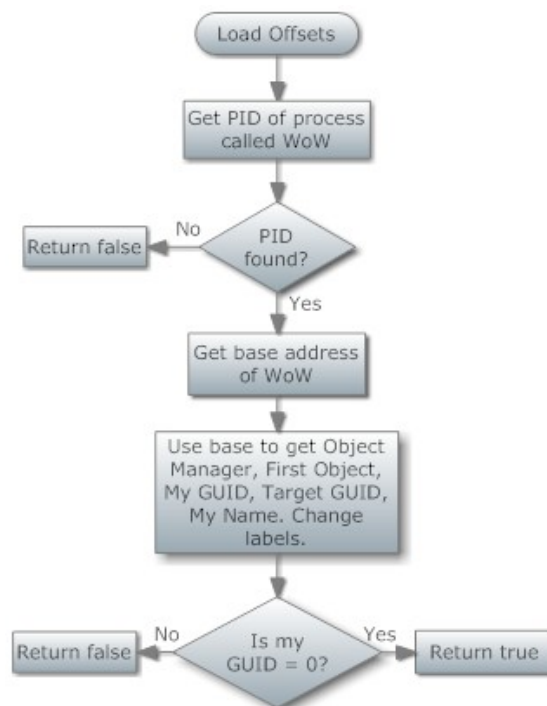 Load Offsets
Get PID of process
called WoW
No
Return false
PID
found?
Yes
Get base address
of WoW
Use base to get Object
Manager, First Object,
My GUID, Target GUID,
My Name. Change
labels.
No
Return false
Is my
GUID = 0?
Yes
Return true